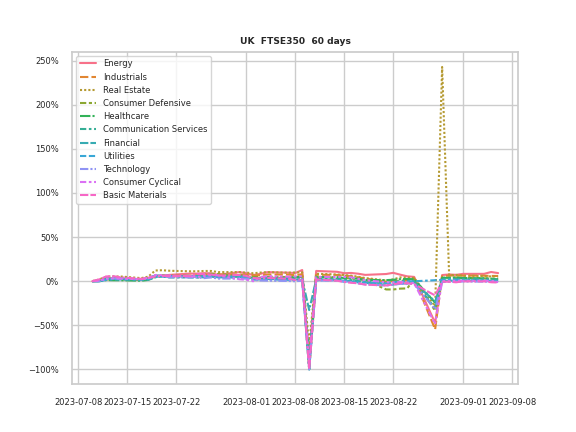 UK FTSE350 60 days
250%
200%
150%
100%
50%
0%
−50%
−100%
Energy
Industrials
Real Estate
Consumer Defensive
Healthcare
Communication Services
Financial
Utilities
Technology
Consumer Cyclical
Basic Materials
2023-07-08 2023-07-15 2023-07-22 2023-08-01 2023-08-08 2023-08-15 2023-08-22 2023-09-01 2023-09-08